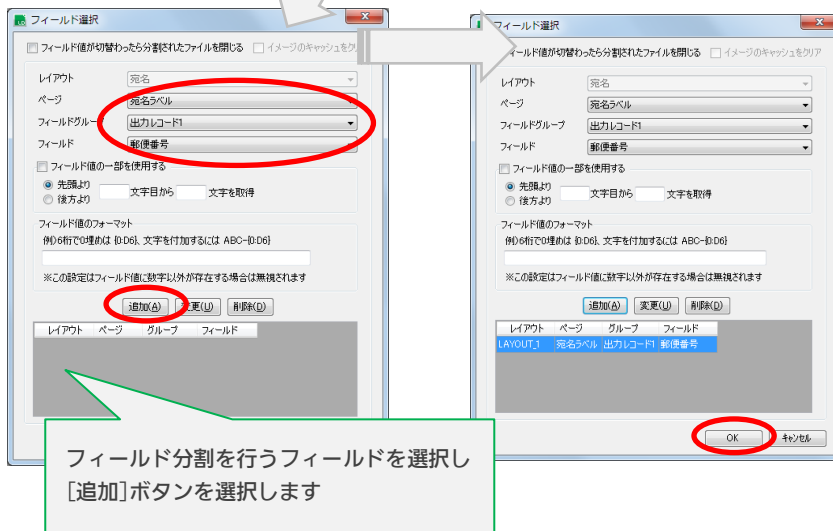 フィールド選択
フィールド値が切替わったら分割されたファイルを閉じる
イメージのキャッシュをク
レイアウト
宛名
ページ
宛名ラベル
フィールドグルー
出力レコード1
フィールド
郵便番号
フィールド値の一部を使用する
先頭より
後方より
文字目から
文字を取得
フィールド値のフォーマット
例)6桁で0埋めは {0:D6}、文字を付加するには ABC-{0:D6}
※この設定はフィールド値に数字以外が存在する場合は無視されます
追加(A)
変更(U)
削除(D)
レイアウト ページ グループ フィールド
フィールド分割を行うフィールドを選択し
[追加]ボタンを選択します
フィールド選択
フィールド値が切替わったら分割されたファイルを閉じる
イメージのキャッシュをクリア
レイアウト
宛名
ページ
宛名ラベル
フィールドグループ
出力レコード1
フィールド
郵便番号
フィールド値の一部を使用する
先頭より
後方より
文字目から
文字を取得
フィールド値のフォーマット
例)6桁で0埋めは {0:D6}、文字を付加するには ABC-{0:D6}
※この設定はフィールド値に数字以外が存在する場合は無視されます
追加(A)
変更(U)
削除(D)
レイアウト ページ グループ フィールド
LAYOUT_1 宛名ラベル 出力レコード1 郵便番号
OK
キャンセル